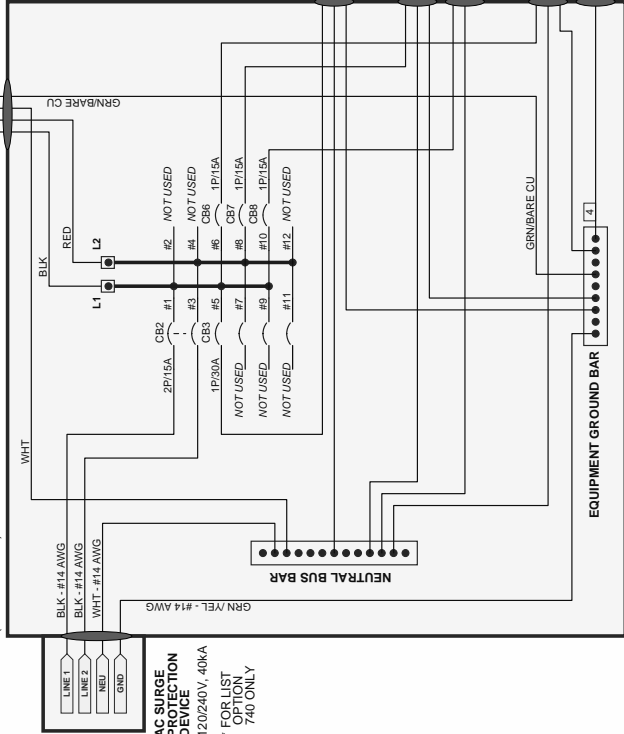 GRN/BARE CU
RED
BLK
L2
L1
WHT
#2 NOT USED
#4 NOT USED
#6 CB6 1P/15A
#8 CB7 1P/15A
#10 CB8 1P/15A
#12 NOT USED
2P/15A CB2 #1
#3
1P/30A CB3 #5
NOT USED #7
NOT USED #9
NOT USED #11
GRN/BARE CU
4
EQUIPMENT GROUND BAR
NEUTRAL BUS BAR
BLK - #14 AWG
BLK - #14 AWG
WHT - #14 AWG
GRN /YEL - #14 AWG
LINE 1
LINE 2
NEU
GND
AC SURGE
PROTECTION
DEVICE
120/240V, 40kA
* FOR LIST
OPTION
740 ONLY